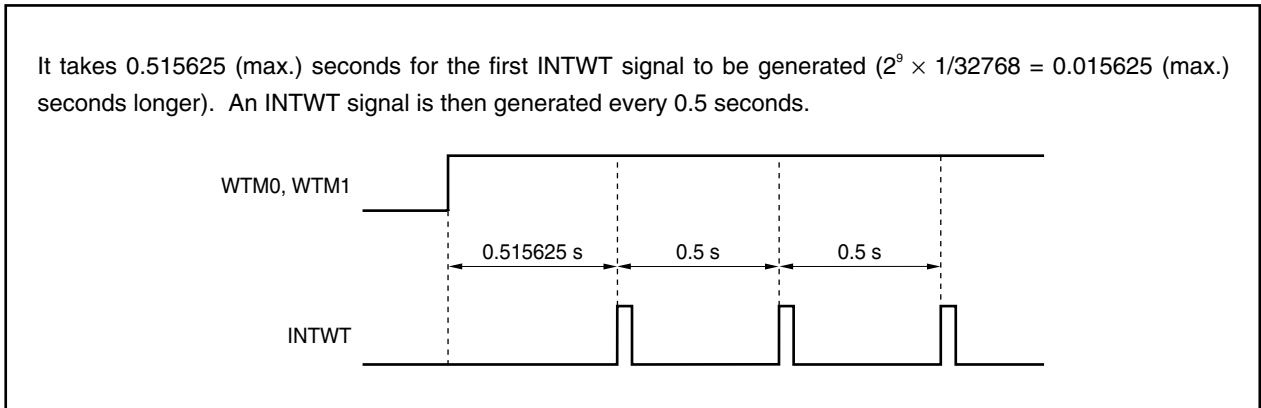 It takes 0.515625 (max.) seconds for the first INTWT signal to be generated (2⁹ × 1/32768 = 0.015625 (max.)
seconds longer). An INTWT signal is then generated every 0.5 seconds.
WTM0, WTM1
0.515625 s
0.5 s
0.5 s
INTWT